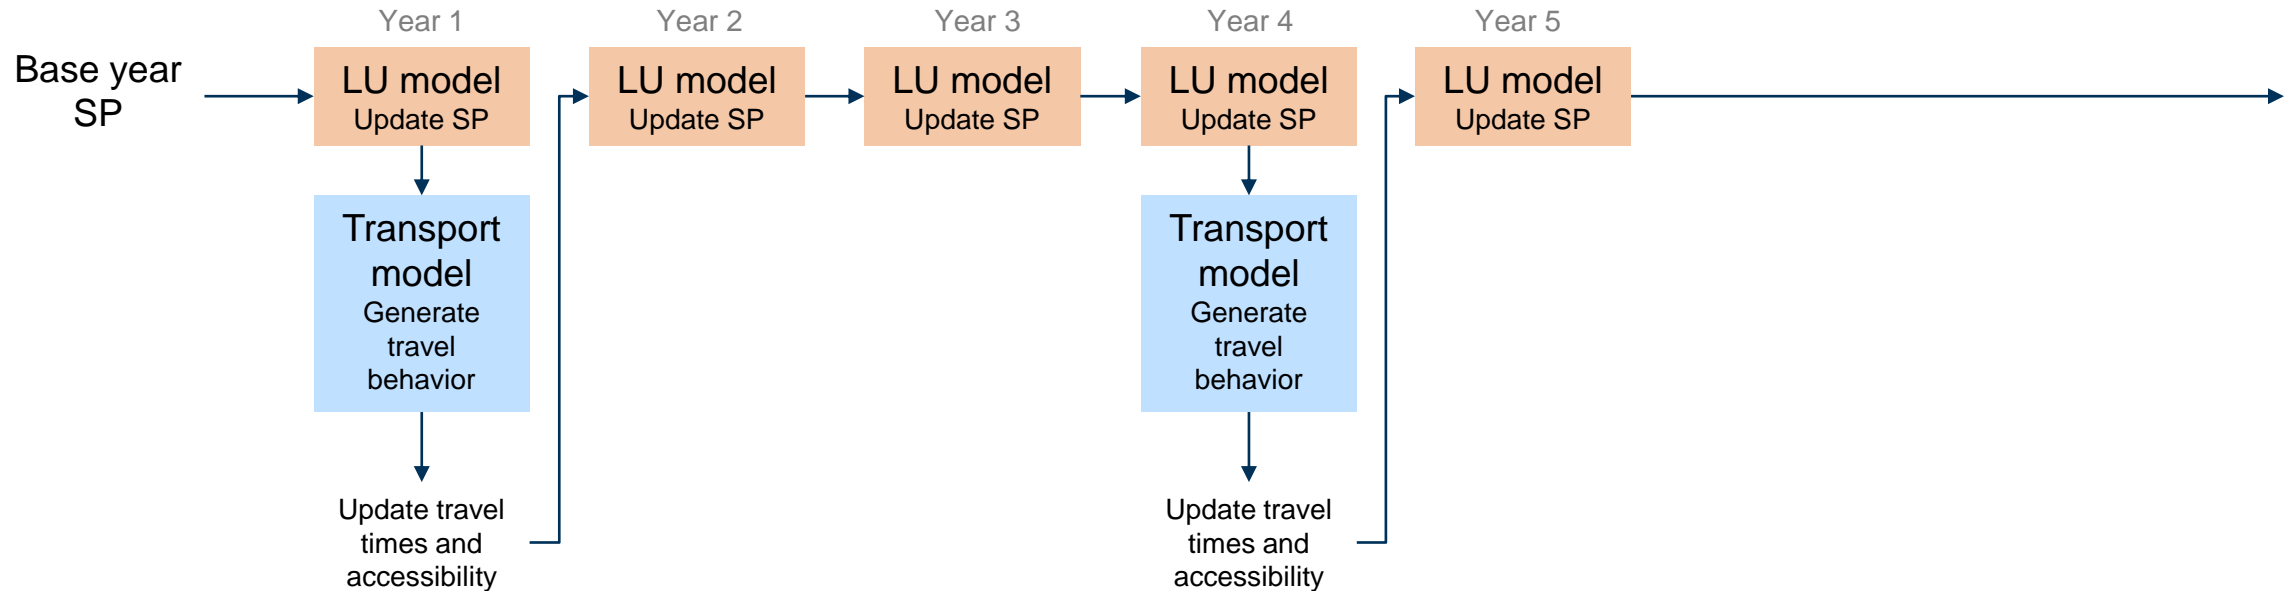 Year 1
Year 2
Year 3
Year 4
Year 5
Base year
SP
LU model
Update SP
LU model
Update SP
LU model
Update SP
LU model
Update SP
LU model
Update SP
Transport
model
Generate
travel
behavior
Transport
model
Generate
travel
behavior
Update travel
times and
accessibility
Update travel
times and
accessibility